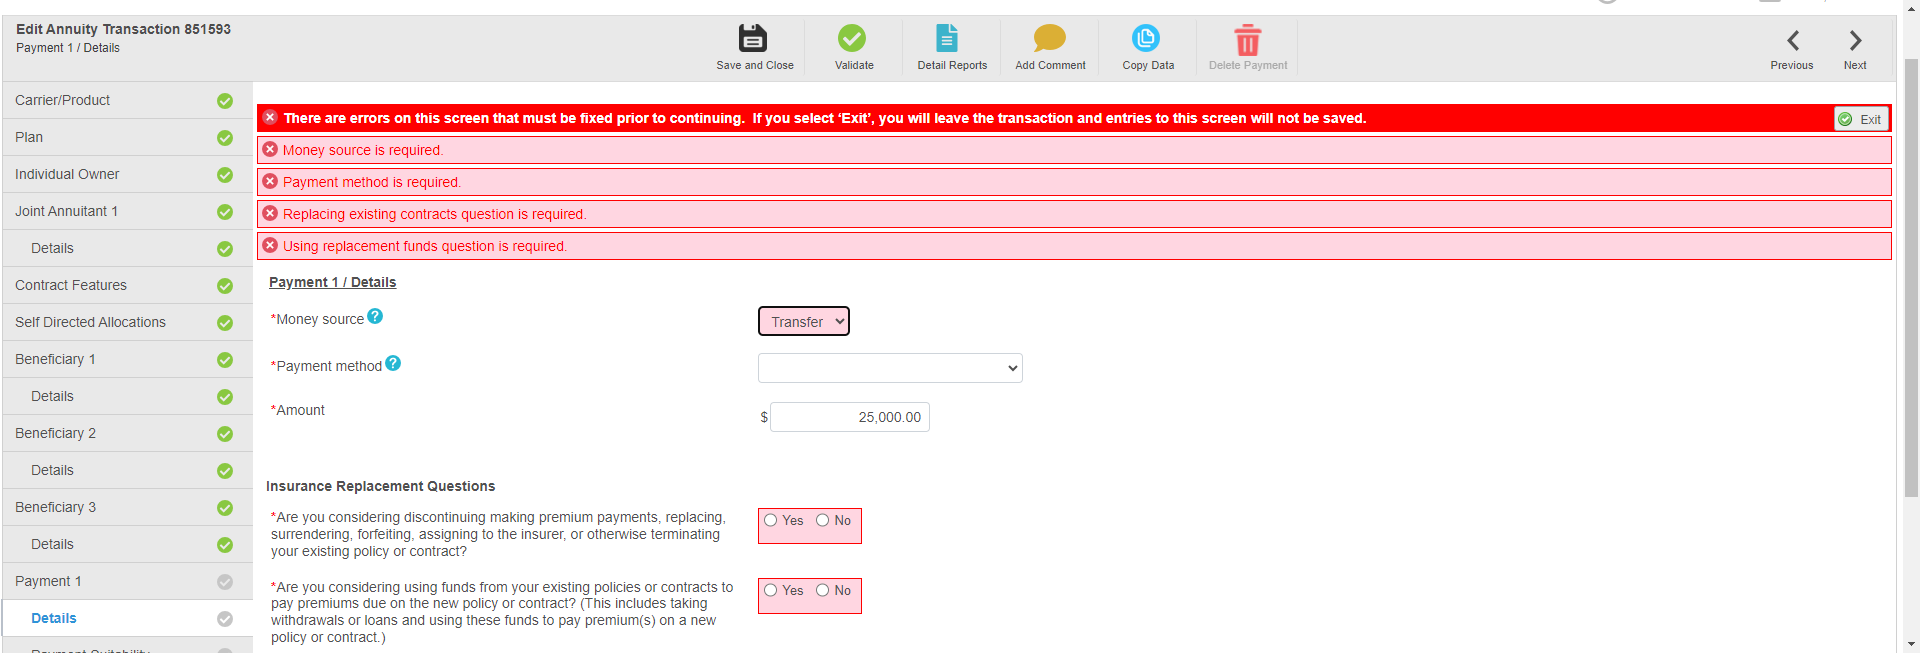 Edit Annuity Transaction 851593
Payment 1 / Details
Save and Close
Validate
Detail Reports
Add Comment
Copy Data
Delete Payment
Previous
Next
Carrier/Product
Plan
Individual Owner
Joint Annuitant 1
Details
Contract Features
Self Directed Allocations
Beneficiary 1
Details
Beneficiary 2
Details
Beneficiary 3
Details
Payment 1
Details
Payment Suitability
There are errors on this screen that must be fixed prior to continuing.  If you select ‘Exit’, you will leave the transaction and entries to this screen will not be saved.
Exit
Money source is required.
Payment method is required.
Replacing existing contracts question is required.
Using replacement funds question is required.
Payment 1 / Details
*Money source ?
Transfer
*Payment method ?
*Amount
$ 25,000.00
Insurance Replacement Questions
*Are you considering discontinuing making premium payments, replacing,
surrendering, forfeiting, assigning to the insurer, or otherwise terminating
your existing policy or contract?
Yes No
*Are you considering using funds from your existing policies or contracts to
pay premiums due on the new policy or contract? (This includes taking
withdrawals or loans and using these funds to pay premium(s) on a new
policy or contract.)
Yes No